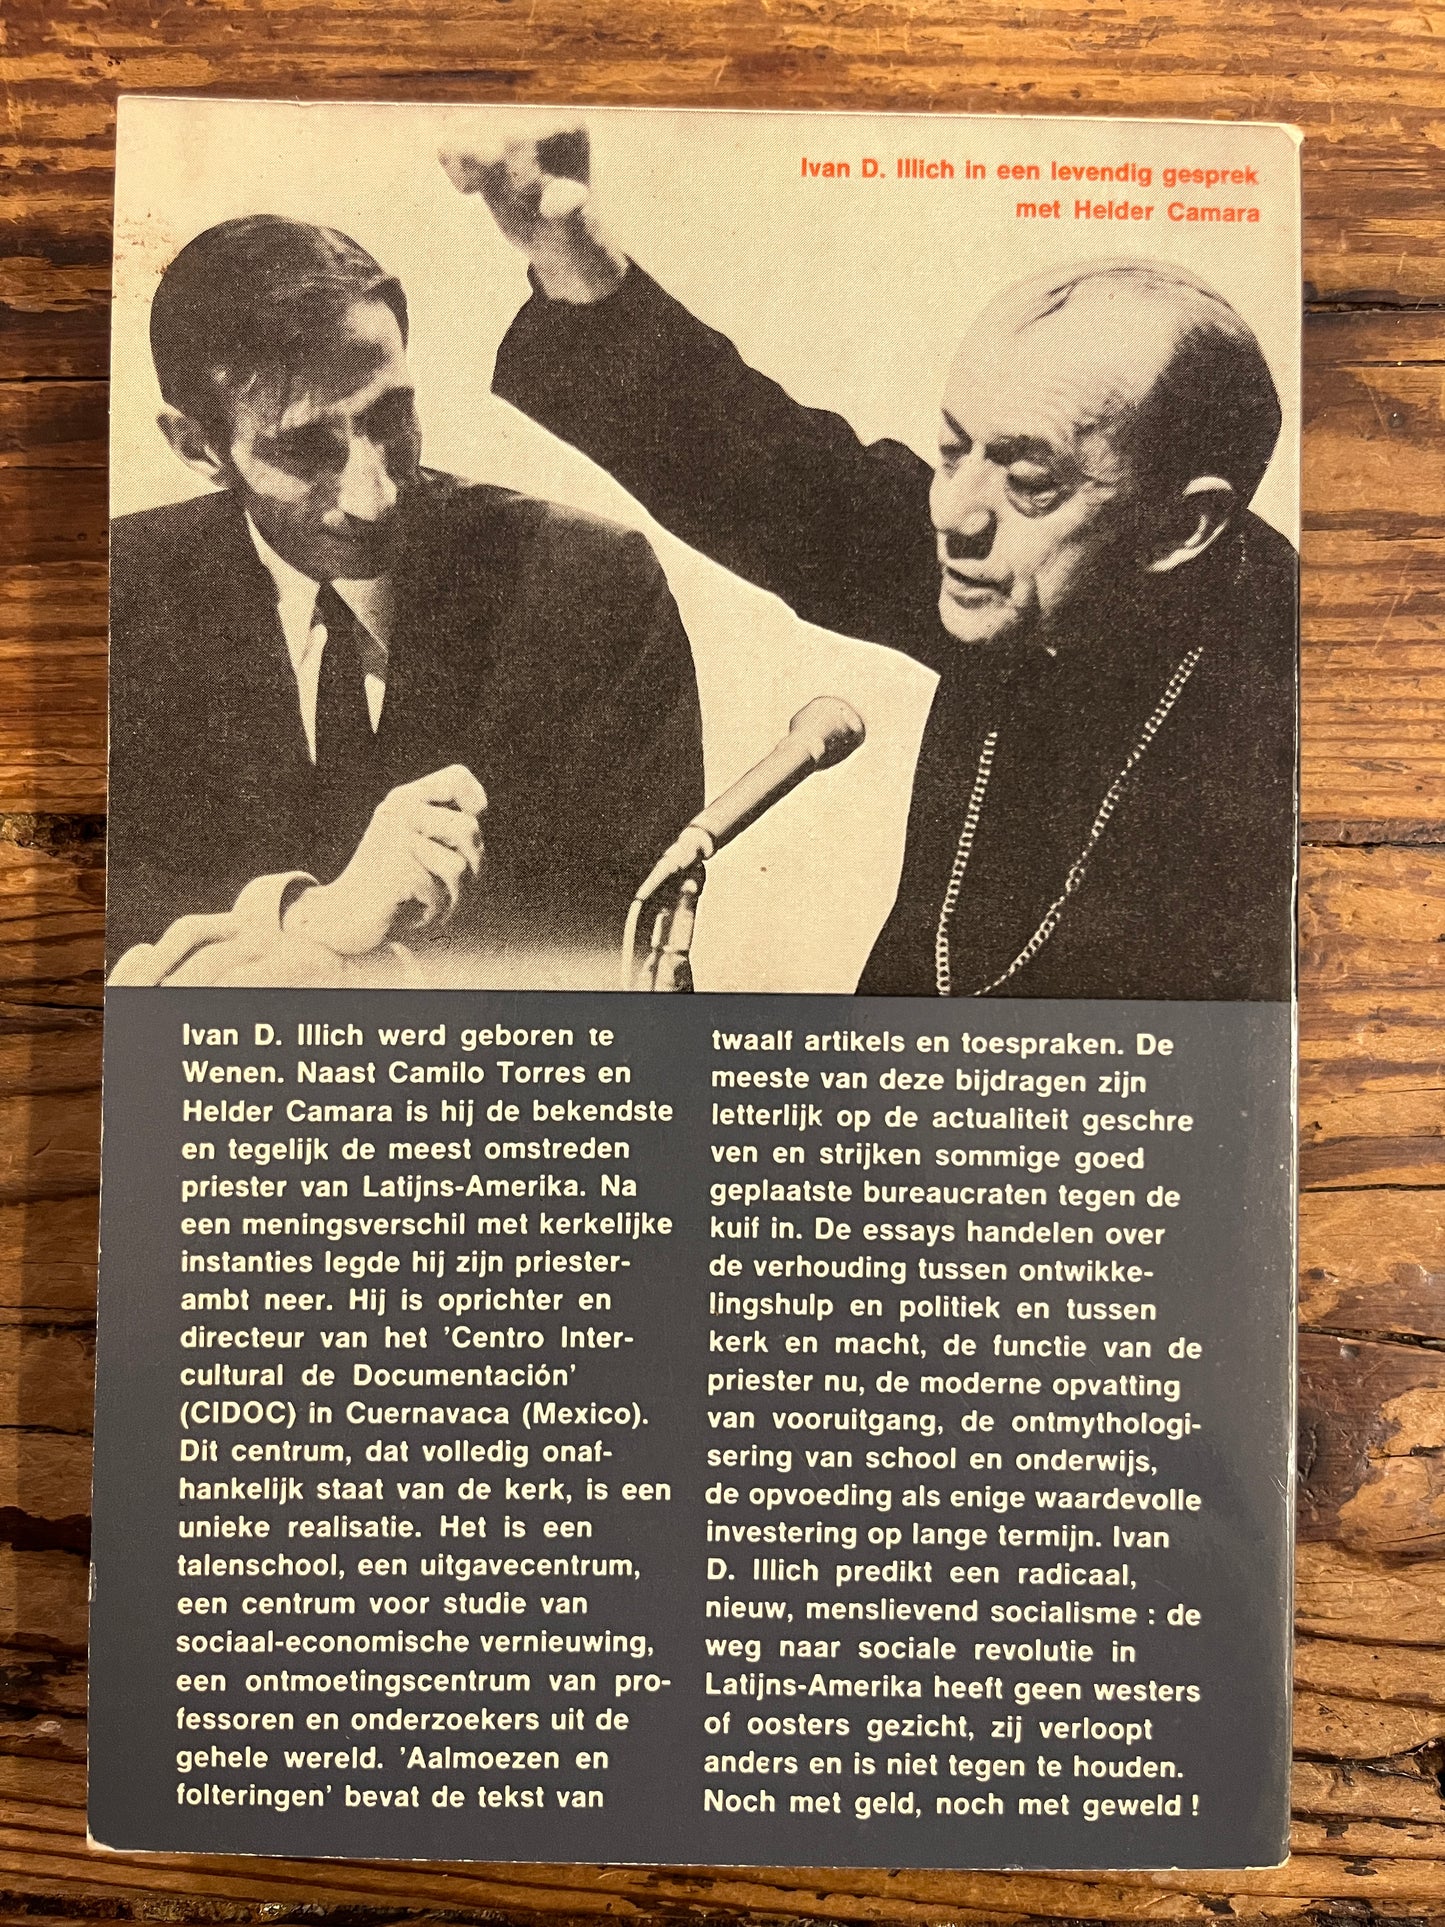 Ivan D. Illich in een levendig gesprek
met Helder Camara
Ivan D. Illich werd geboren te
Wenen. Naast Camilo Torres en
Helder Camara is hij de bekendste
en tegelijk de meest omstreden
priester van Latijns-Amerika. Na
een meningsverschil met kerkelijke
instanties legde hij zijn priester-
ambt neer. Hij is oprichter en
directeur van het 'Centro Inter-
cultural de Documentación'
(CIDOC) in Cuernavaca (Mexico).
Dit centrum, dat volledig onaf-
hankelijk staat van de kerk, is een
unieke realisatie. Het is een
talenschool, een uitgavecentrum,
een centrum voor studie van
sociaal-economische vernieuwing,
een ontmoetingscentrum van pro-
fessoren en onderzoekers uit de
gehele wereld. 'Aalmoezen en
folteringen' bevat de tekst van
twaalf artikels en toespraken. De
meeste van deze bijdragen zijn
letterlijk op de actualiteit geschre
ven en strijken sommige goed
geplaatste bureaucraten tegen de
kuif in. De essays handelen over
de verhouding tussen ontwikke-
lingshulp en politiek en tussen
kerk en macht, de functie van de
priester nu, de moderne opvatting
van vooruitgang, de ontmythologi-
sering van school en onderwijs,
de opvoeding als enige waardevolle
investering op lange termijn. Ivan
D. Illich predikt een radicaal,
nieuw, menslievend socialisme : de
weg naar sociale revolutie in
Latijns-Amerika heeft geen westers
of oosters gezicht, zij verloopt
anders en is niet tegen te houden.
Noch met geld, noch met geweld !